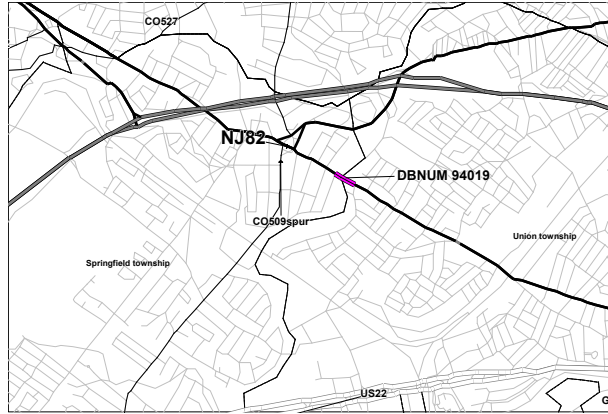 CO527
NJ82
DBNUM 94019
CO509spur
Union township
Springfield township
US22
G